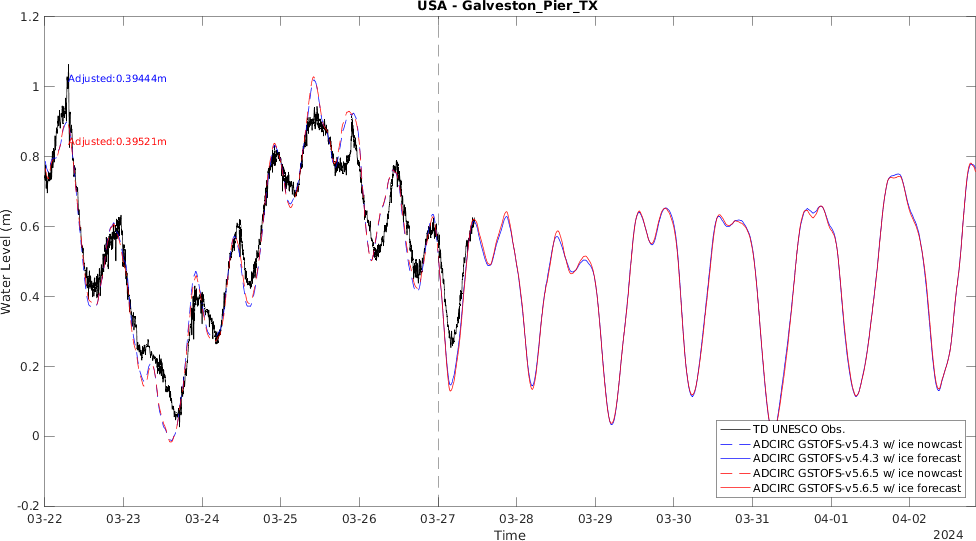 USA - Galveston_Pier_TX
1.2
1
0.8
0.6
0.4
0.2
0
-0.2
Water Level (m)
Adjusted:0.39444m
Adjusted:0.39521m
TD UNESCO Obs.
ADCIRC GSTOFS-v5.4.3 w/ ice nowcast
ADCIRC GSTOFS-v5.4.3 w/ ice forecast
ADCIRC GSTOFS-v5.6.5 w/ ice nowcast
ADCIRC GSTOFS-v5.6.5 w/ ice forecast
03-22 03-23 03-24 03-25 03-26 03-27 03-28 03-29 03-30 03-31 04-01 04-02
Time
2024